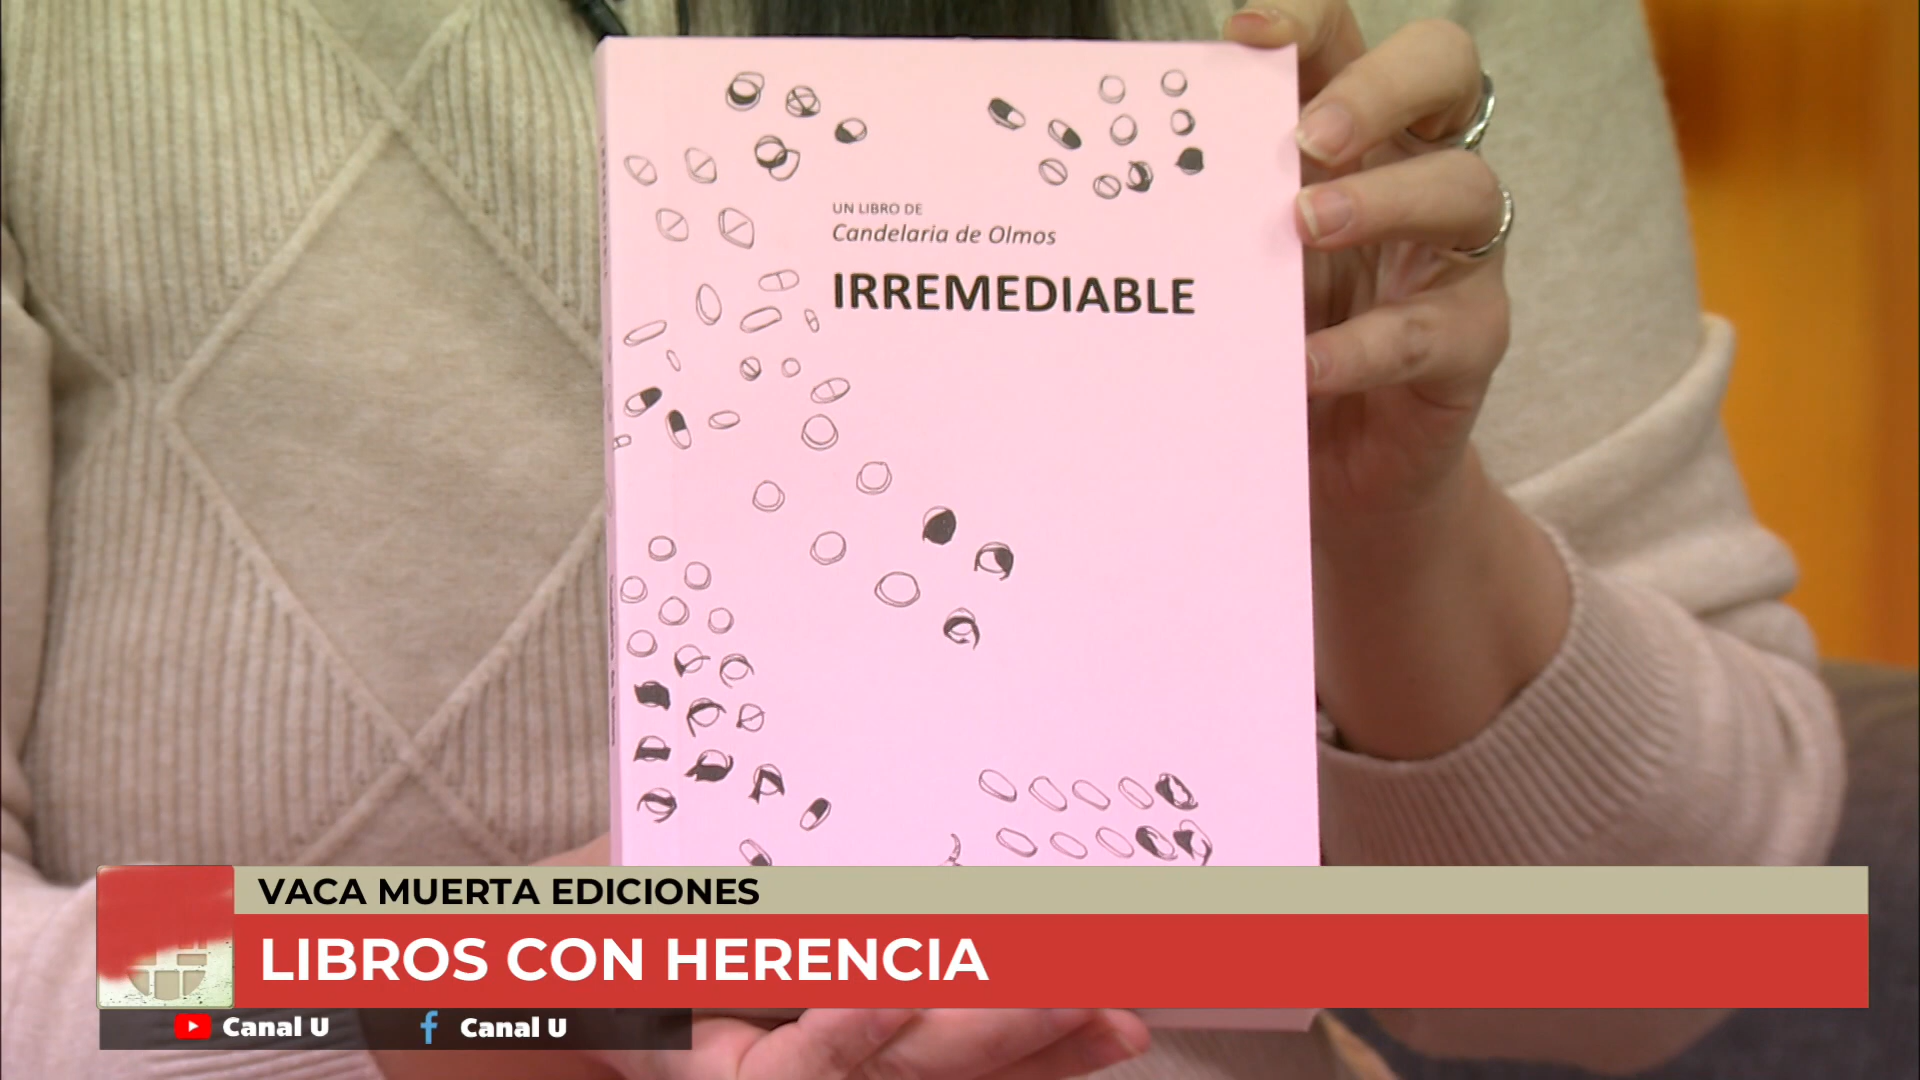 UN LIBRO DE
Candelaria de Olmos
IRREMEDIABLE
VACA MUERTA EDICIONES
LIBROS CON HERENCIA
Canal U
Canal U